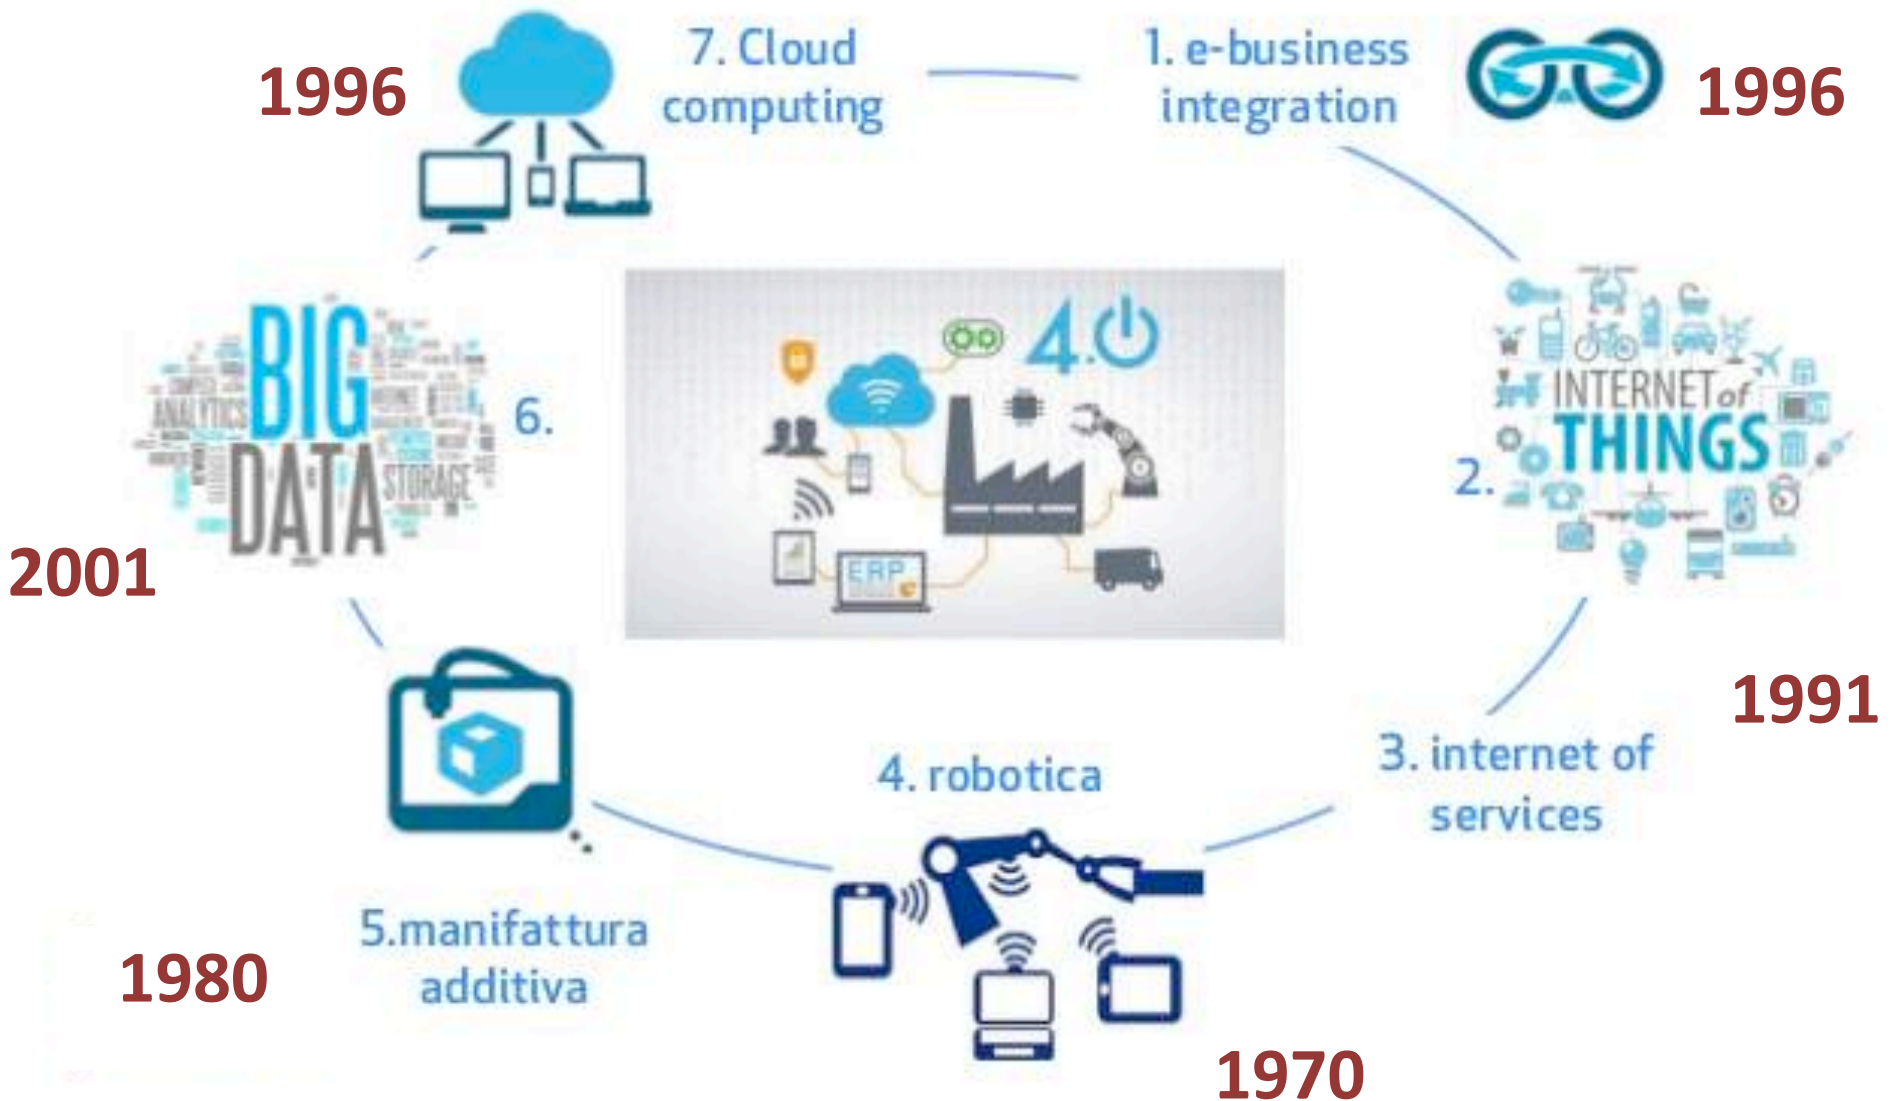 1996
7. Cloud
computing
1. e-business
integration
1996
BIG
DATA
ANALYTICS
STORAGE
6.
2001
4.0
ERP
INTERNET of
THINGS
2.
1991
3. internet of
services
4. robotica
1970
5.manifattura
additiva
1980